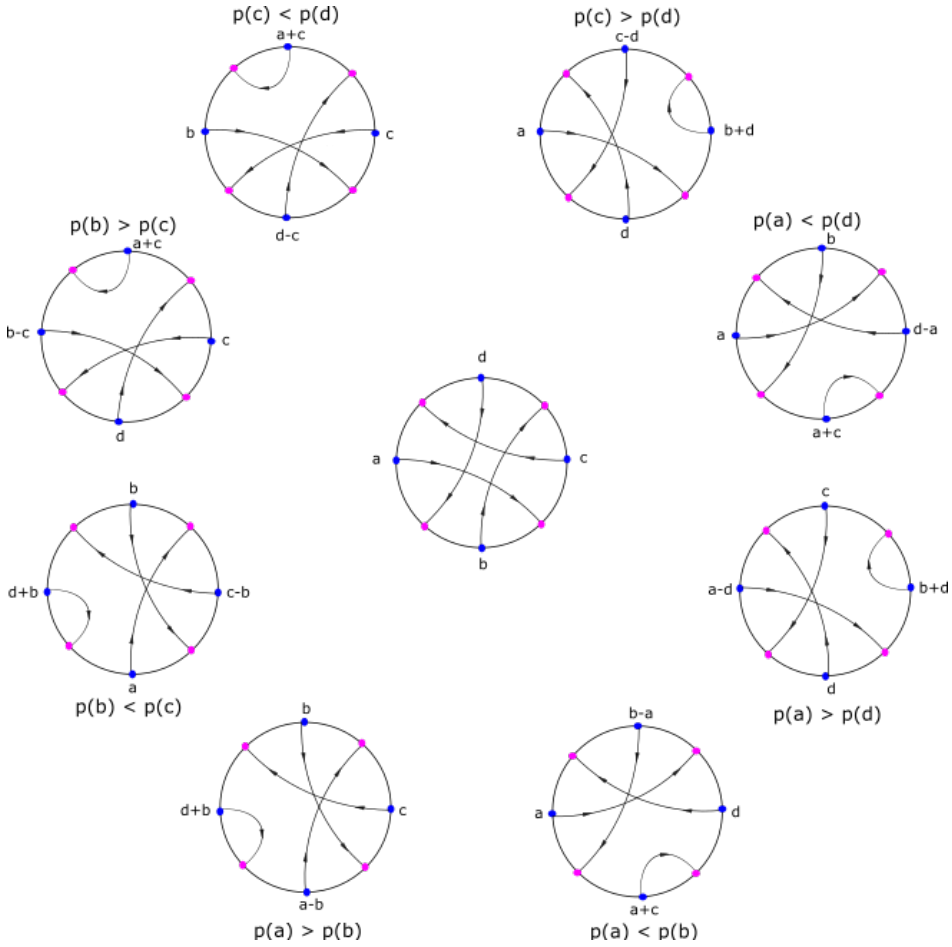 p(c) < p(d)
a+c
b
c
d-c
p(c) > p(d)
c-d
a
b+d
d
p(b) > p(c)
a+c
b-c
c
d
p(a) < p(d)
b
a
d-a
a+c
d
a
c
b
b
d+b
c-b
a
p(b) < p(c)
c
a-d
b+d
d
p(a) > p(d)
b
d+b
c
a-b
p(a) > p(b)
b-a
a
d
a+c
p(a) < p(b)